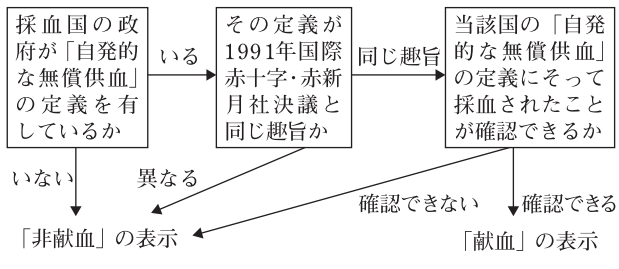 採血国の政
府が「自発的
な無償供血」
の定義を有
しているか
いる
その定義が
1991年国際
赤十字・赤新
月社決議と
同じ趣旨か
同じ趣旨
当該国の「自発
的な無償供血」
の定義にそって
採血されたこと
が確認できるか
いない
異なる
確認できない
確認できる
「非献血」の表示
「献血」の表示